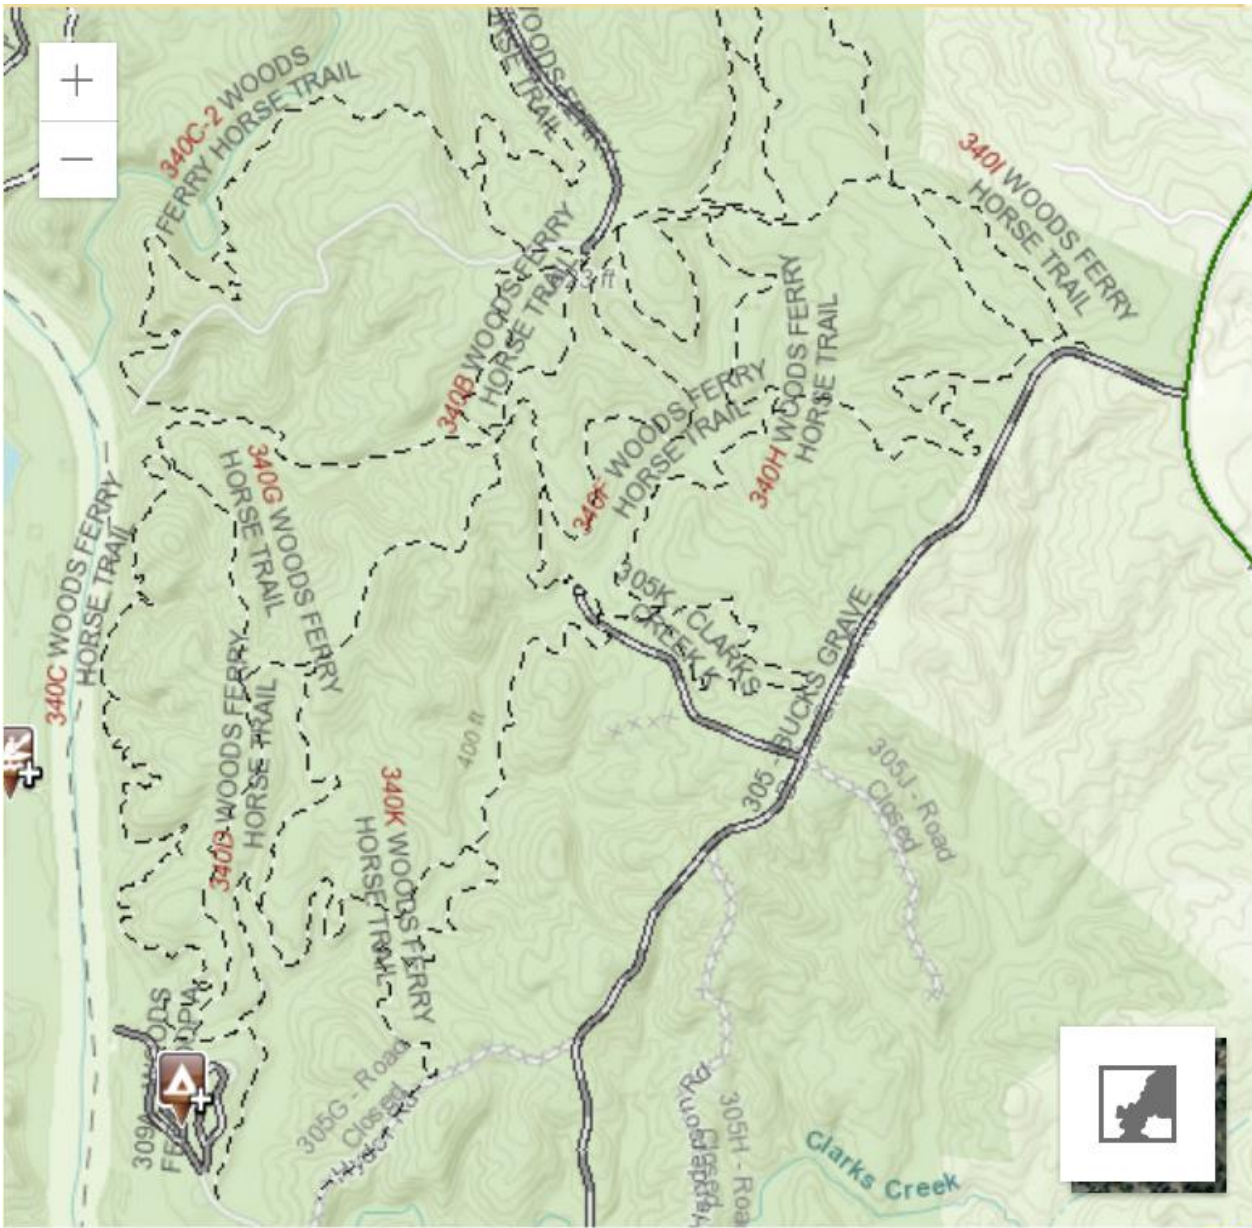 WOODS FERRY
HORSE TRAIL
340C-2 WOODS
FERRY HORSE TRAIL
340I WOODS FERRY
HORSE TRAIL
340B WOODS FERRY
HORSE TRAIL
340H WOODS FERRY
HORSE TRAIL
340F WOODS FERRY
HORSE TRAIL
340G WOODS FERRY
HORSE TRAIL
340C WOODS FERRY
HORSE TRAIL
305K - CLARKS
CREEK K
305 - BUCKS GRAVE
340D WOODS FERRY
HORSE TRAIL
400 ft
340K WOODS FERRY
HORSE TRAIL
305J - Road
Closed
305G - Road
Closed
305H - Road
Closed
Clarks Creek